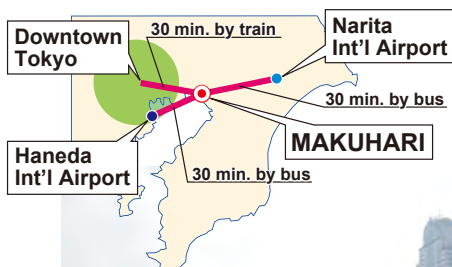 Downtown
Tokyo
30 min. by train
Narita
Int'l Airport
30 min. by bus
MAKUHARI
Haneda
Int'l Airport
30 min. by bus